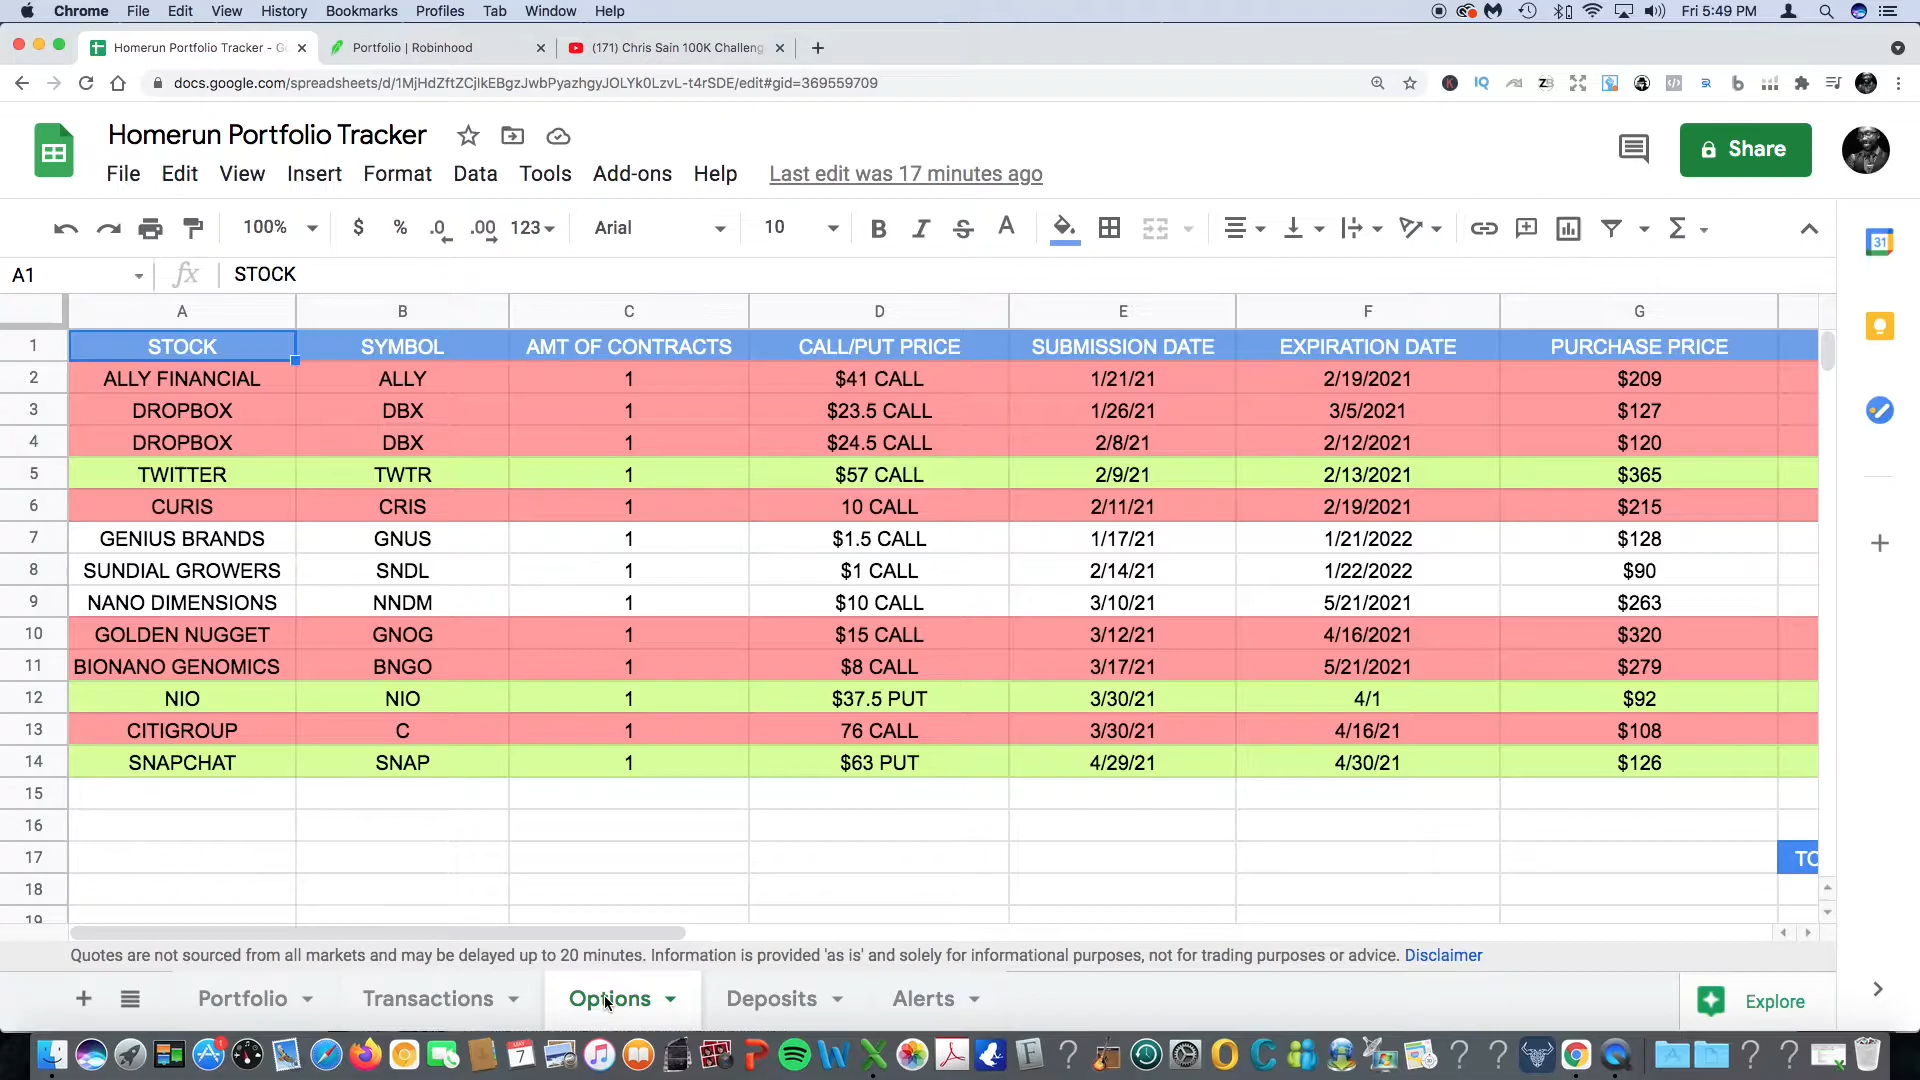 Chrome File Edit View History Bookmarks Profiles Tab Window Help Fri 5:49 PM
Homerun Portfolio Tracker - G Portfolio | Robinhood (171) Chris Sain 100K Challeng
docs.google.com/spreadsheets/d/1MjHdZftZCjlkEBgzJwbPyazhgyJOLYk0LzvL-t4rSDE/edit#gid=369559709
Homerun Portfolio Tracker
Share
File Edit View Insert Format Data Tools Add-ons Help Last edit was 17 minutes ago
100% $ % .0 .00 123 Arial 10 B I S A
31
A1 fx STOCK
A B C D E F G
1 STOCK SYMBOL AMT OF CONTRACTS CALL/PUT PRICE SUBMISSION DATE EXPIRATION DATE PURCHASE PRICE
2 ALLY FINANCIAL ALLY 1 $41 CALL 1/21/21 2/19/2021 $209
3 DROPBOX DBX 1 $23.5 CALL 1/26/21 3/5/2021 $127
4 DROPBOX DBX 1 $24.5 CALL 2/8/21 2/12/2021 $120
5 TWITTER TWTR 1 $57 CALL 2/9/21 2/13/2021 $365
6 CURIS CRIS 1 10 CALL 2/11/21 2/19/2021 $215
7 GENIUS BRANDS GNUS 1 $1.5 CALL 1/17/21 1/21/2022 $128
8 SUNDIAL GROWERS SNDL 1 $1 CALL 2/14/21 1/22/2022 $90
9 NANO DIMENSIONS NNDM 1 $10 CALL 3/10/21 5/21/2021 $263
10 GOLDEN NUGGET GNOG 1 $15 CALL 3/12/21 4/16/2021 $320
11 BIONANO GENOMICS BNGO 1 $8 CALL 3/17/21 5/21/2021 $279
12 NIO NIO 1 $37.5 PUT 3/30/21 4/1 $92
13 CITIGROUP C 1 76 CALL 3/30/21 4/16/21 $108
14 SNAPCHAT SNAP 1 $63 PUT 4/29/21 4/30/21 $126
15
16
17 TO
18
19
Quotes are not sourced from all markets and may be delayed up to 20 minutes. Information is provided 'as is' and solely for informational purposes, not for trading purposes or advice. Disclaimer
Portfolio Transactions Options Deposits Alerts Explore